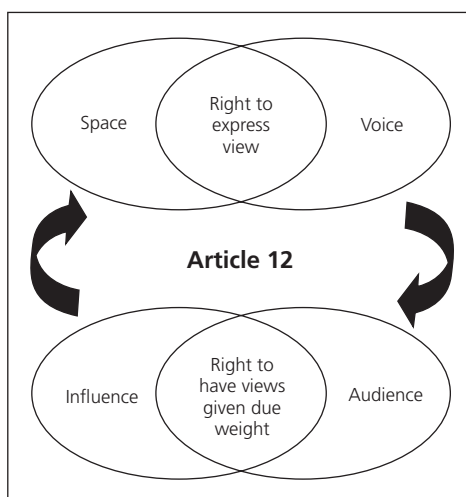 Space
Right to
express
view
Voice
Article 12
Influence
Right to
have views
given due
weight
Audience